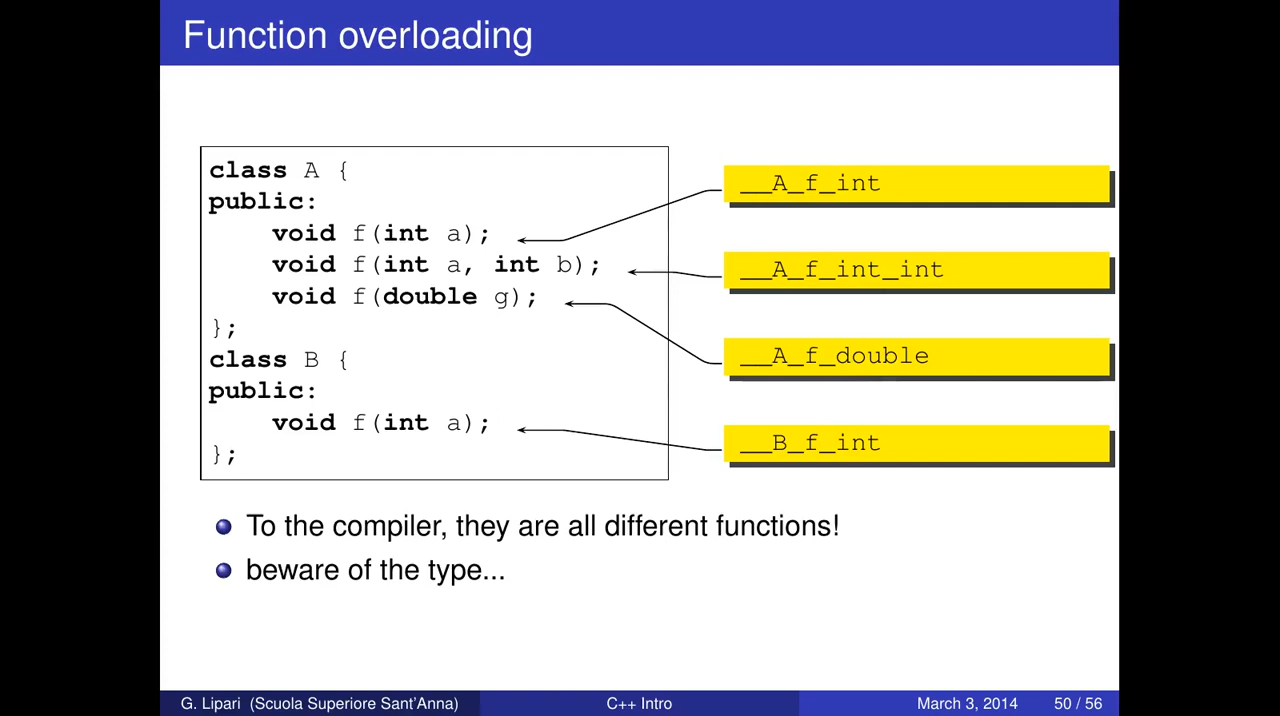 Function overloading
class A {
public:
    void f(int a);
    void f(int a, int b);
    void f(double g);
};
class B {
public:
    void f(int a);
};
__A_f_int
__A_f_int_int
__A_f_double
__B_f_int
To the compiler, they are all different functions!
beware of the type...
G. Lipari (Scuola Superiore Sant'Anna) C++ Intro March 3, 2014 50 / 56